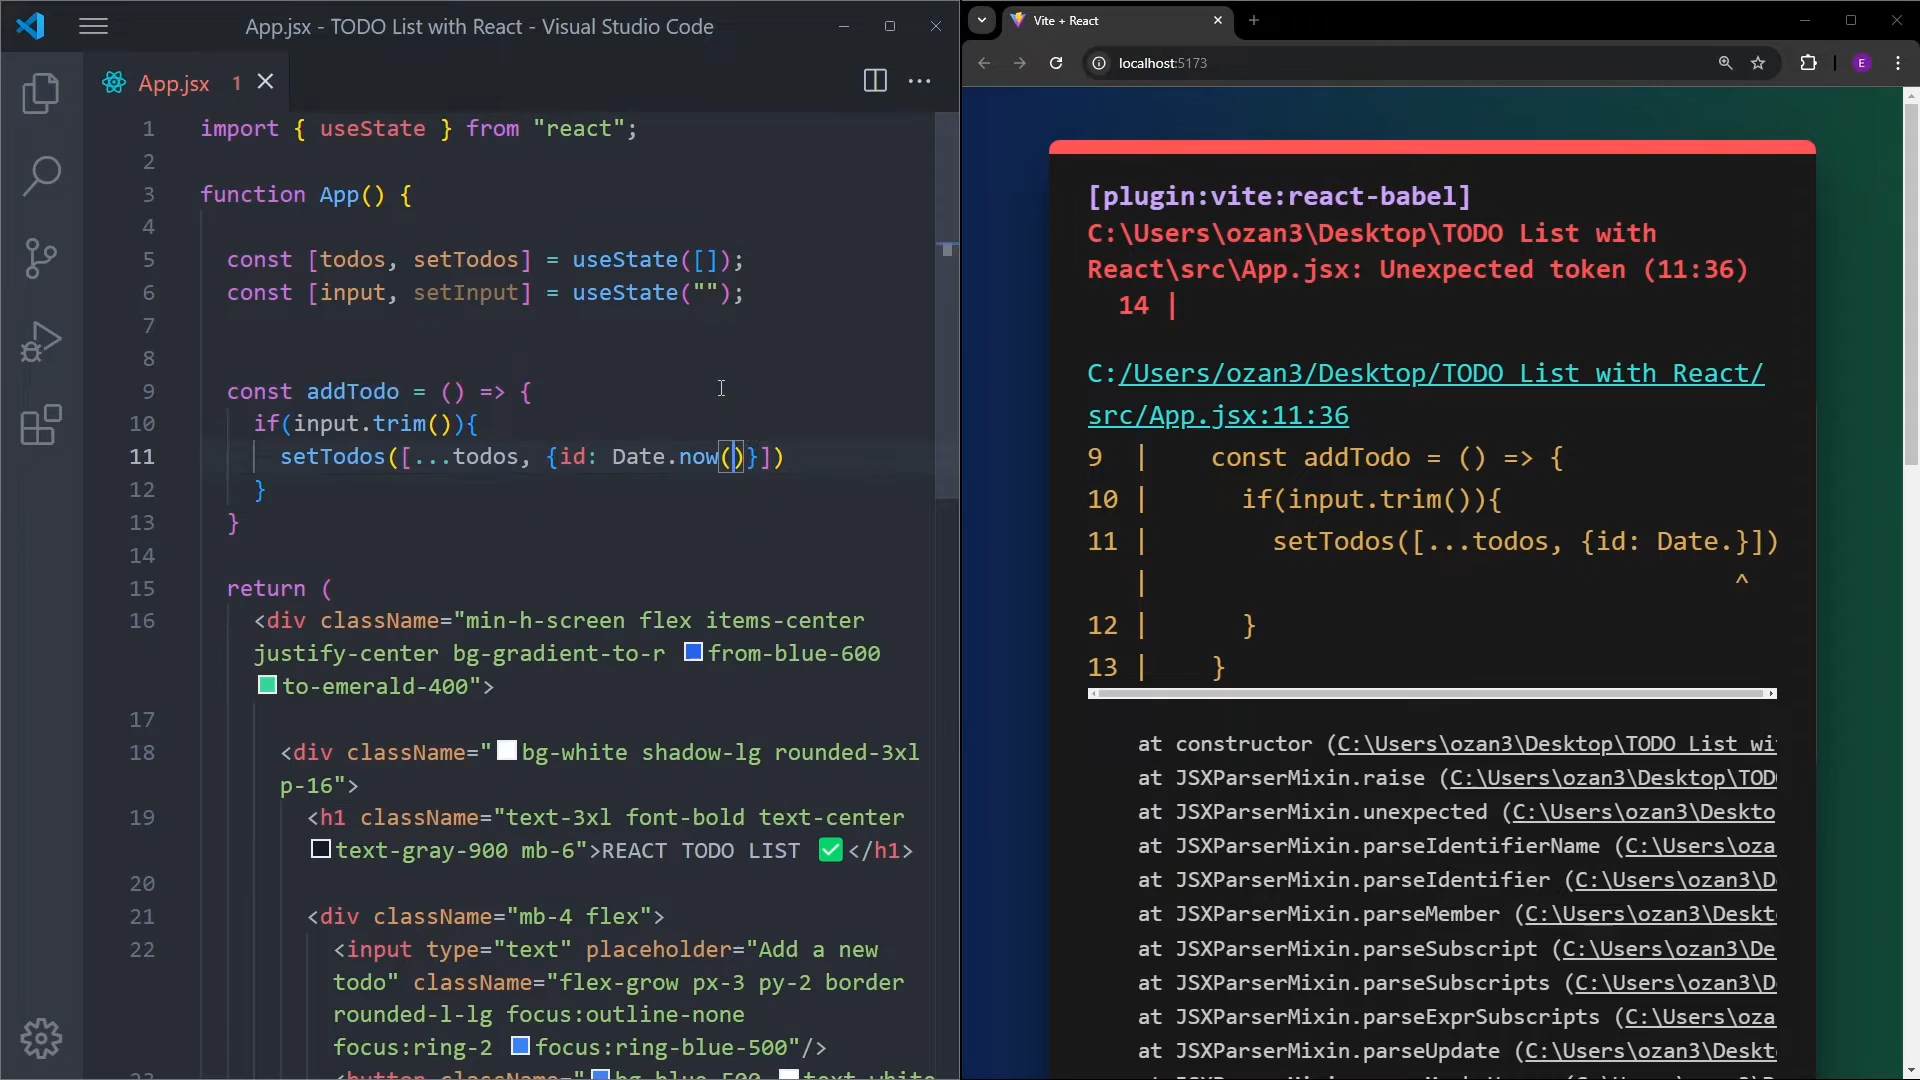 App.jsx - TODO List with React - Visual Studio Code
App.jsx 1
1 import { useState } from "react";
2
3 function App() {
4
5 const [todos, setTodos] = useState([]);
6 const [input, setInput] = useState("");
7
8
9 const addTodo = () => {
10 if(input.trim()){
11 setTodos([...todos, {id: Date.now()}])
12 }
13 }
14
15 return (
16 <div className="min-h-screen flex items-center
justify-center bg-gradient-to-r from-blue-600
to-emerald-400">
17
18 <div className="bg-white shadow-lg rounded-3xl
p-16">
19 <h1 className="text-3xl font-bold text-center
text-gray-900 mb-6">REACT TODO LIST ✅</h1>
20
21 <div className="mb-4 flex">
22 <input type="text" placeholder="Add a new
todo" className="flex-grow px-3 py-2 border
rounded-l-lg focus:outline-none
focus:ring-2 focus:ring-blue-500"/>
23 <button className="bg-blue-500 text-white
Vite + React
localhost:5173
E
[plugin:vite:react-babel]
C:\Users\ozan3\Desktop\TODO List with
React\src\App.jsx: Unexpected token (11:36)
14 |
C:/Users/ozan3/Desktop/TODO List with React/
src/App.jsx:11:36
9 | const addTodo = () => {
10 | if(input.trim()){
11 | setTodos([...todos, {id: Date.}])
| ^
12 | }
13 | }
at constructor (C:\Users\ozan3\Desktop\TODO List wi
at JSXParserMixin.raise (C:\Users\ozan3\Desktop\TOD
at JSXParserMixin.unexpected (C:\Users\ozan3\Deskto
at JSXParserMixin.parseIdentifierName (C:\Users\oza
at JSXParserMixin.parseIdentifier (C:\Users\ozan3\D
at JSXParserMixin.parseMember (C:\Users\ozan3\Deskt
at JSXParserMixin.parseSubscript (C:\Users\ozan3\De
at JSXParserMixin.parseSubscripts (C:\Users\ozan3\D
at JSXParserMixin.parseExprSubscripts (C:\Users\oza
at JSXParserMixin.parseUpdate (C:\Users\ozan3\Deskt